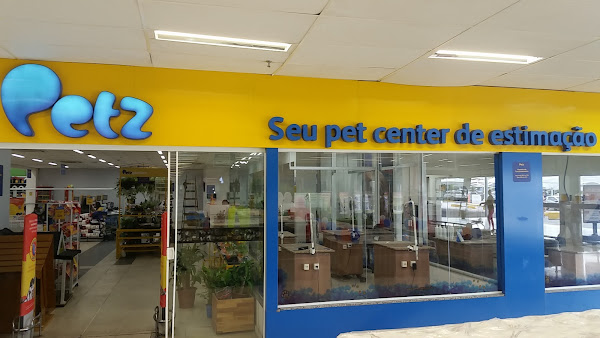 Petz
Seu pet center de estimação